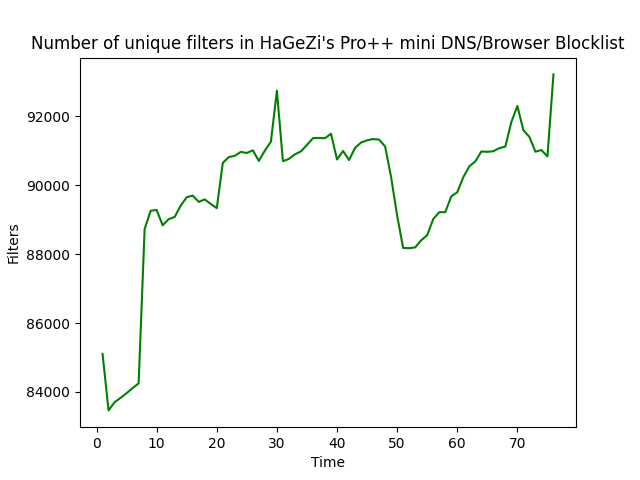 Number of unique filters in HaGeZi's Pro++ mini DNS/Browser Blocklist
92000
90000
88000
86000
84000
Filters
0 10 20 30 40 50 60 70
Time